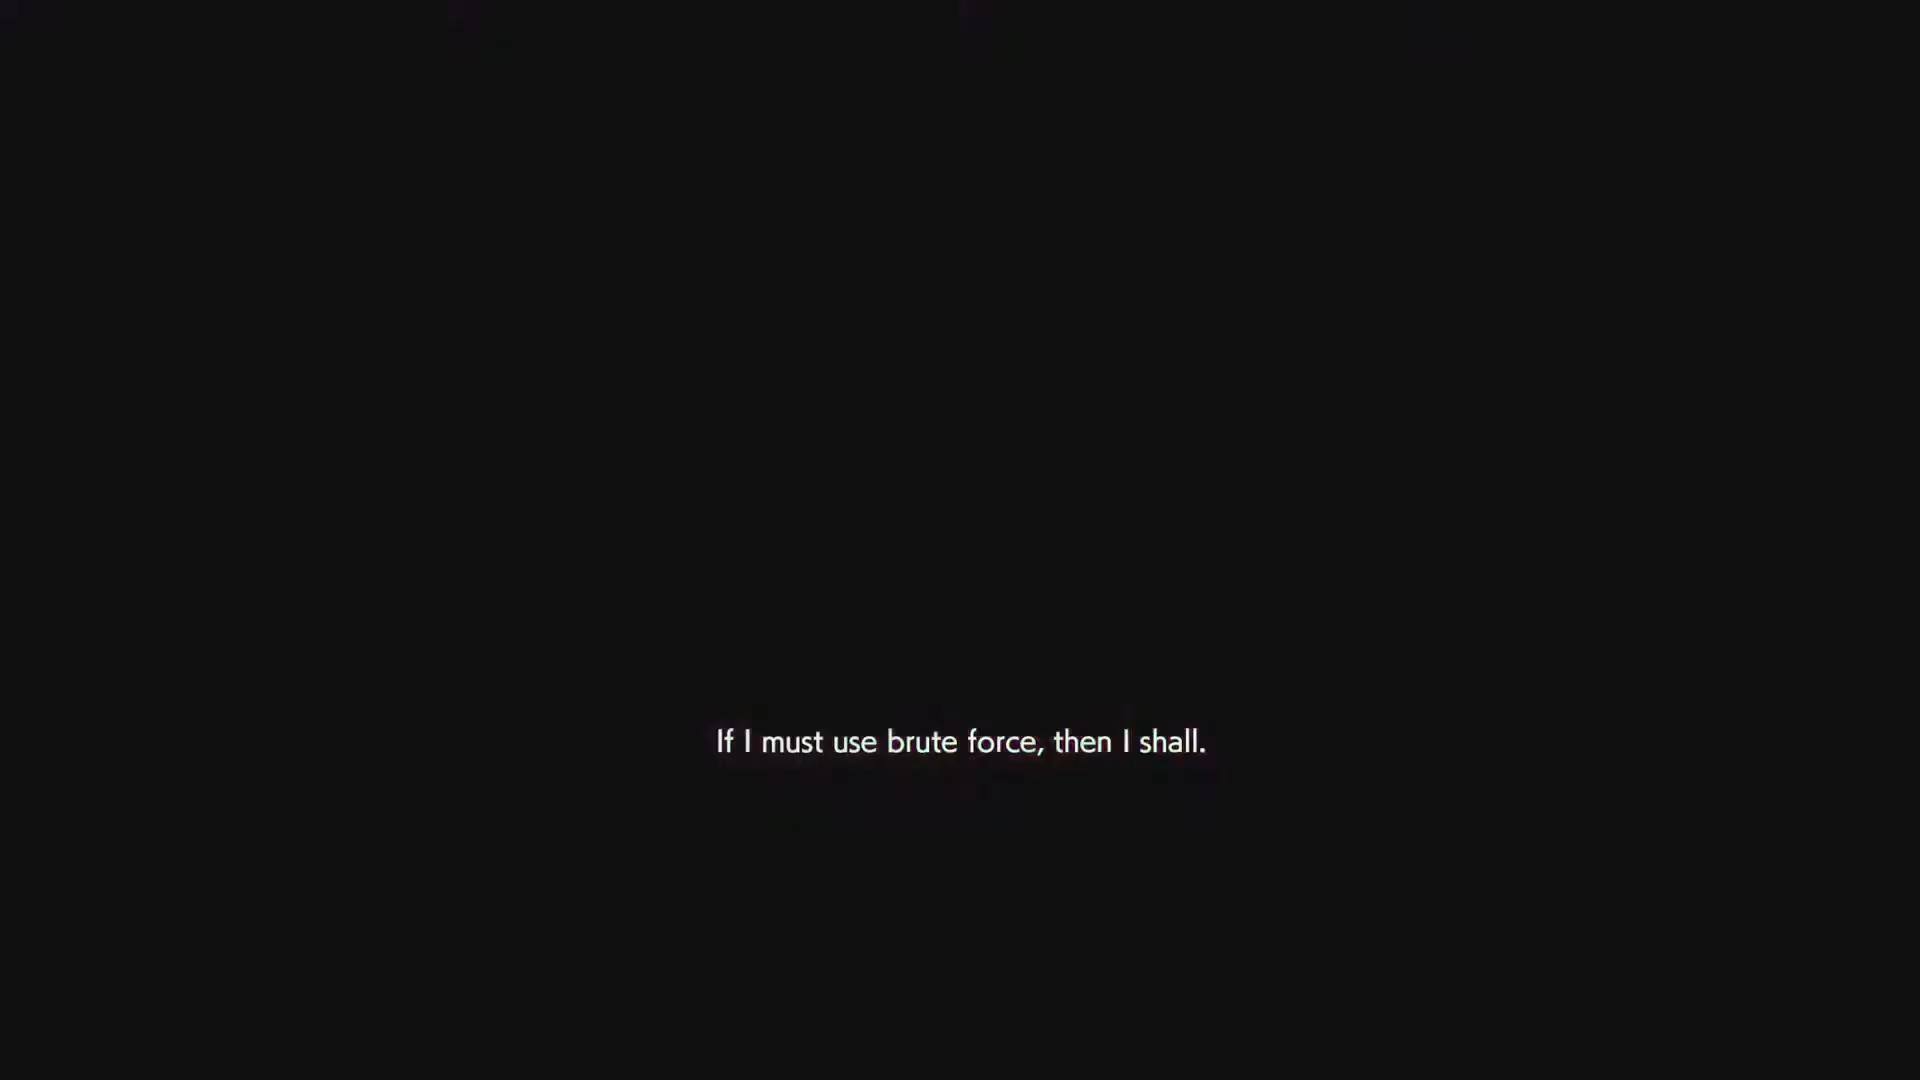 If I must use brute force, then I shall.